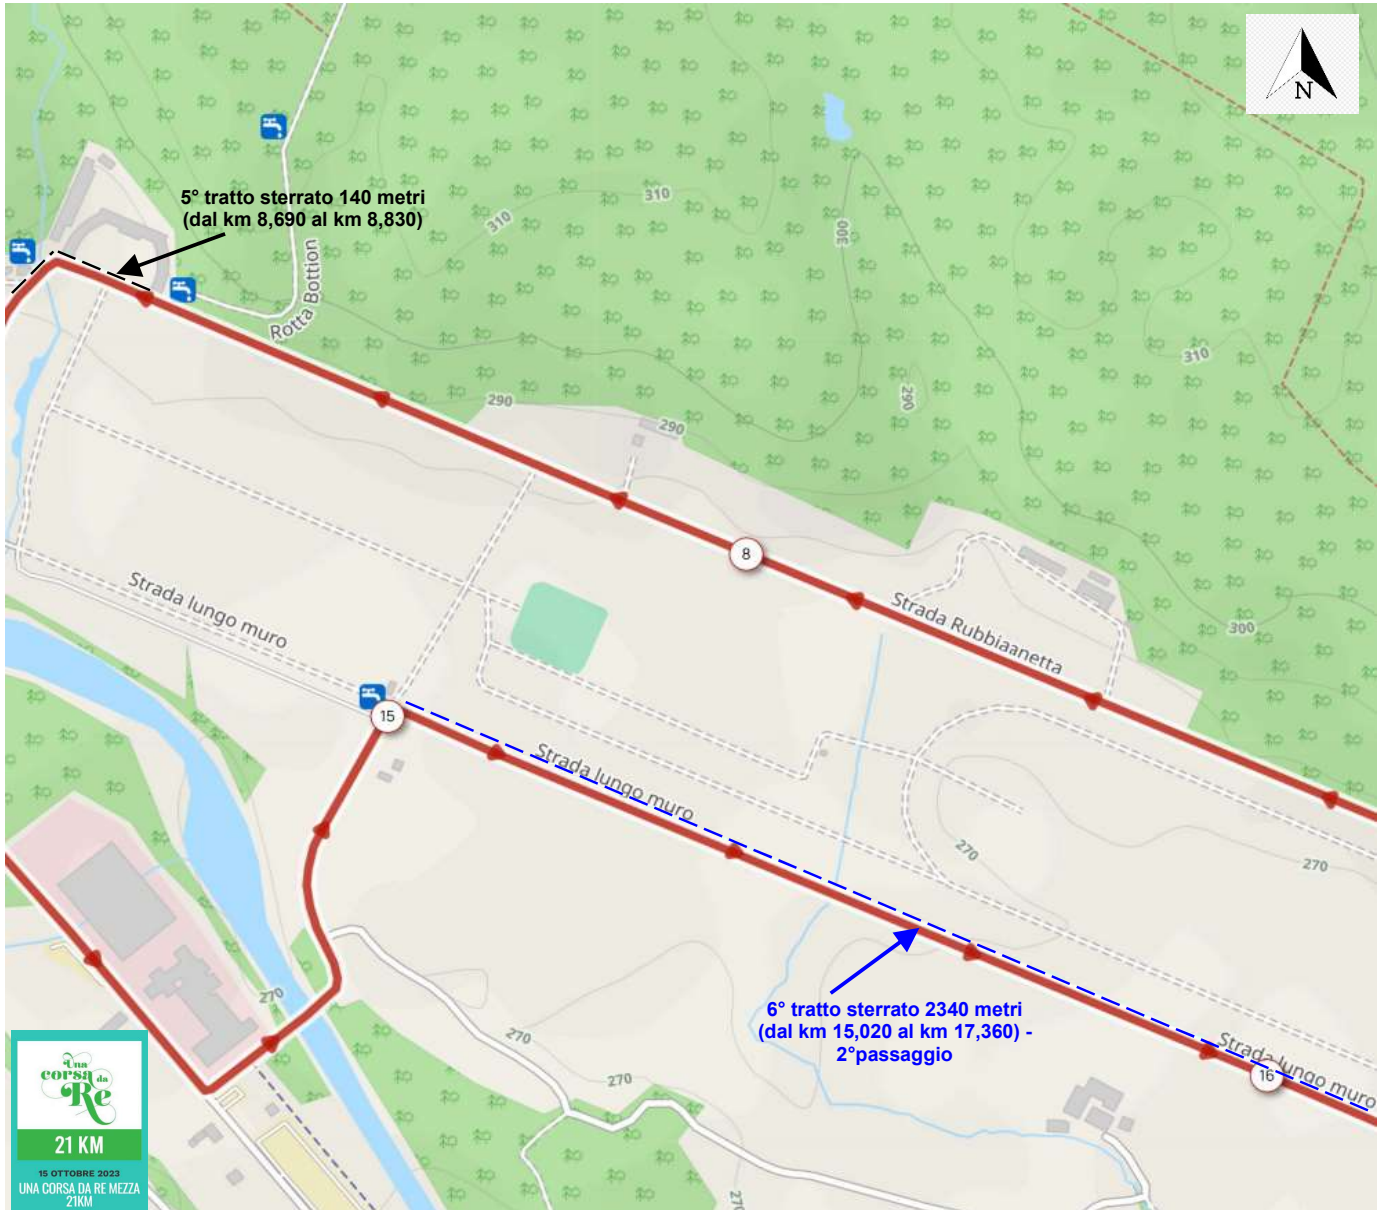 N
5° tratto sterrato 140 metri
(dal km 8,690 al km 8,830)
310
310
300
Rotta Bottion
310
290
290
290
8
Strada Rubbiaanetta
300
Strada lungo muro
15
Strada lungo muro
270
270
6° tratto sterrato 2340 metri
(dal km 15,020 al km 17,360) -
2°passaggio
270
270
270
Strada lungo muro
16
270
Una
corsa da
Re
21 KM
15 OTTOBRE 2023
UNA CORSA DA RE MEZZA
21KM